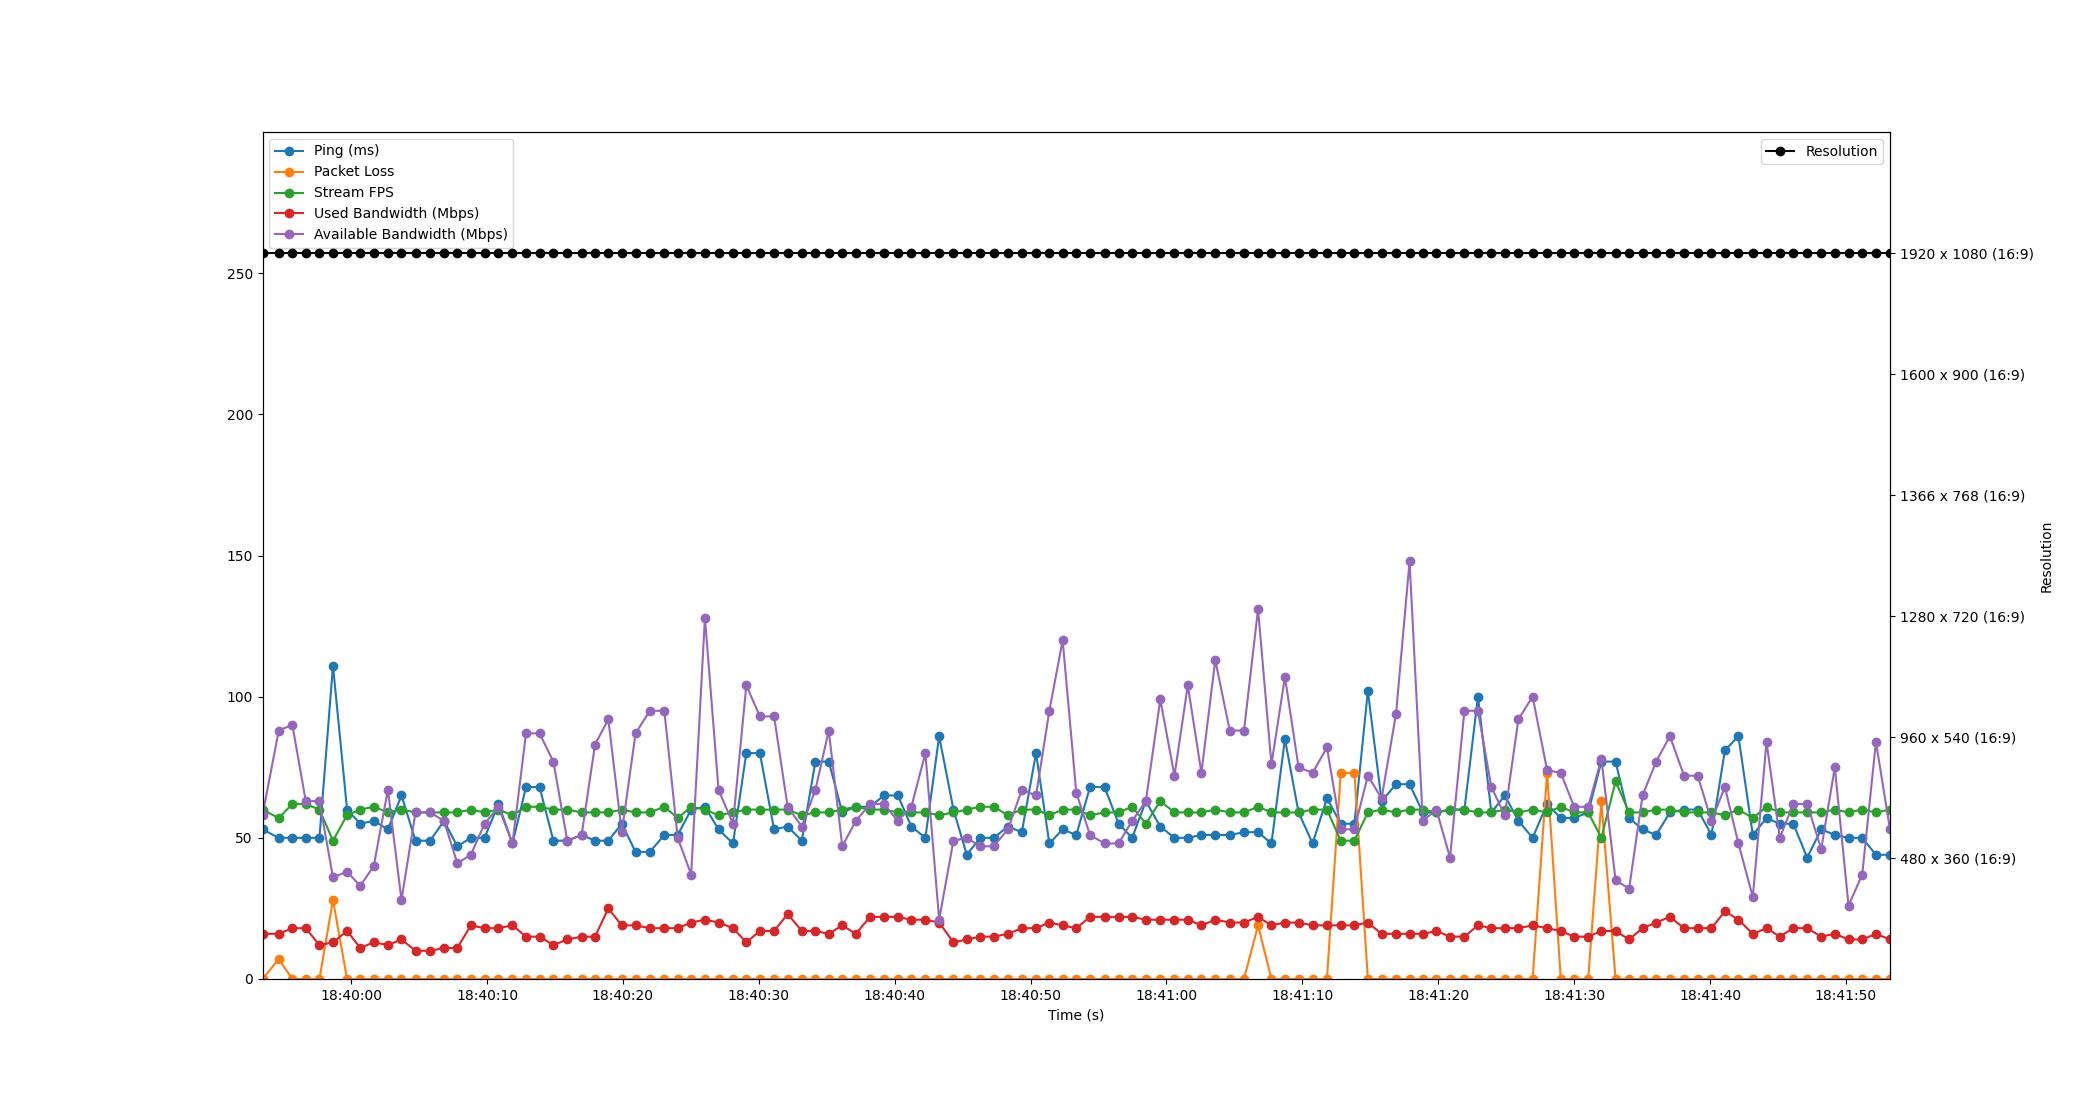 Ping (ms)
Packet Loss
Stream FPS
Used Bandwidth (Mbps)
Available Bandwidth (Mbps)
Resolution
250
200
150
100
50
0
1920 x 1080 (16:9)
1600 x 900 (16:9)
1366 x 768 (16:9)
1280 x 720 (16:9)
960 x 540 (16:9)
480 x 360 (16:9)
Resolution
18:40:00
18:40:10
18:40:20
18:40:30
18:40:40
18:40:50
18:41:00
18:41:10
18:41:20
18:41:30
18:41:40
18:41:50
Time (s)